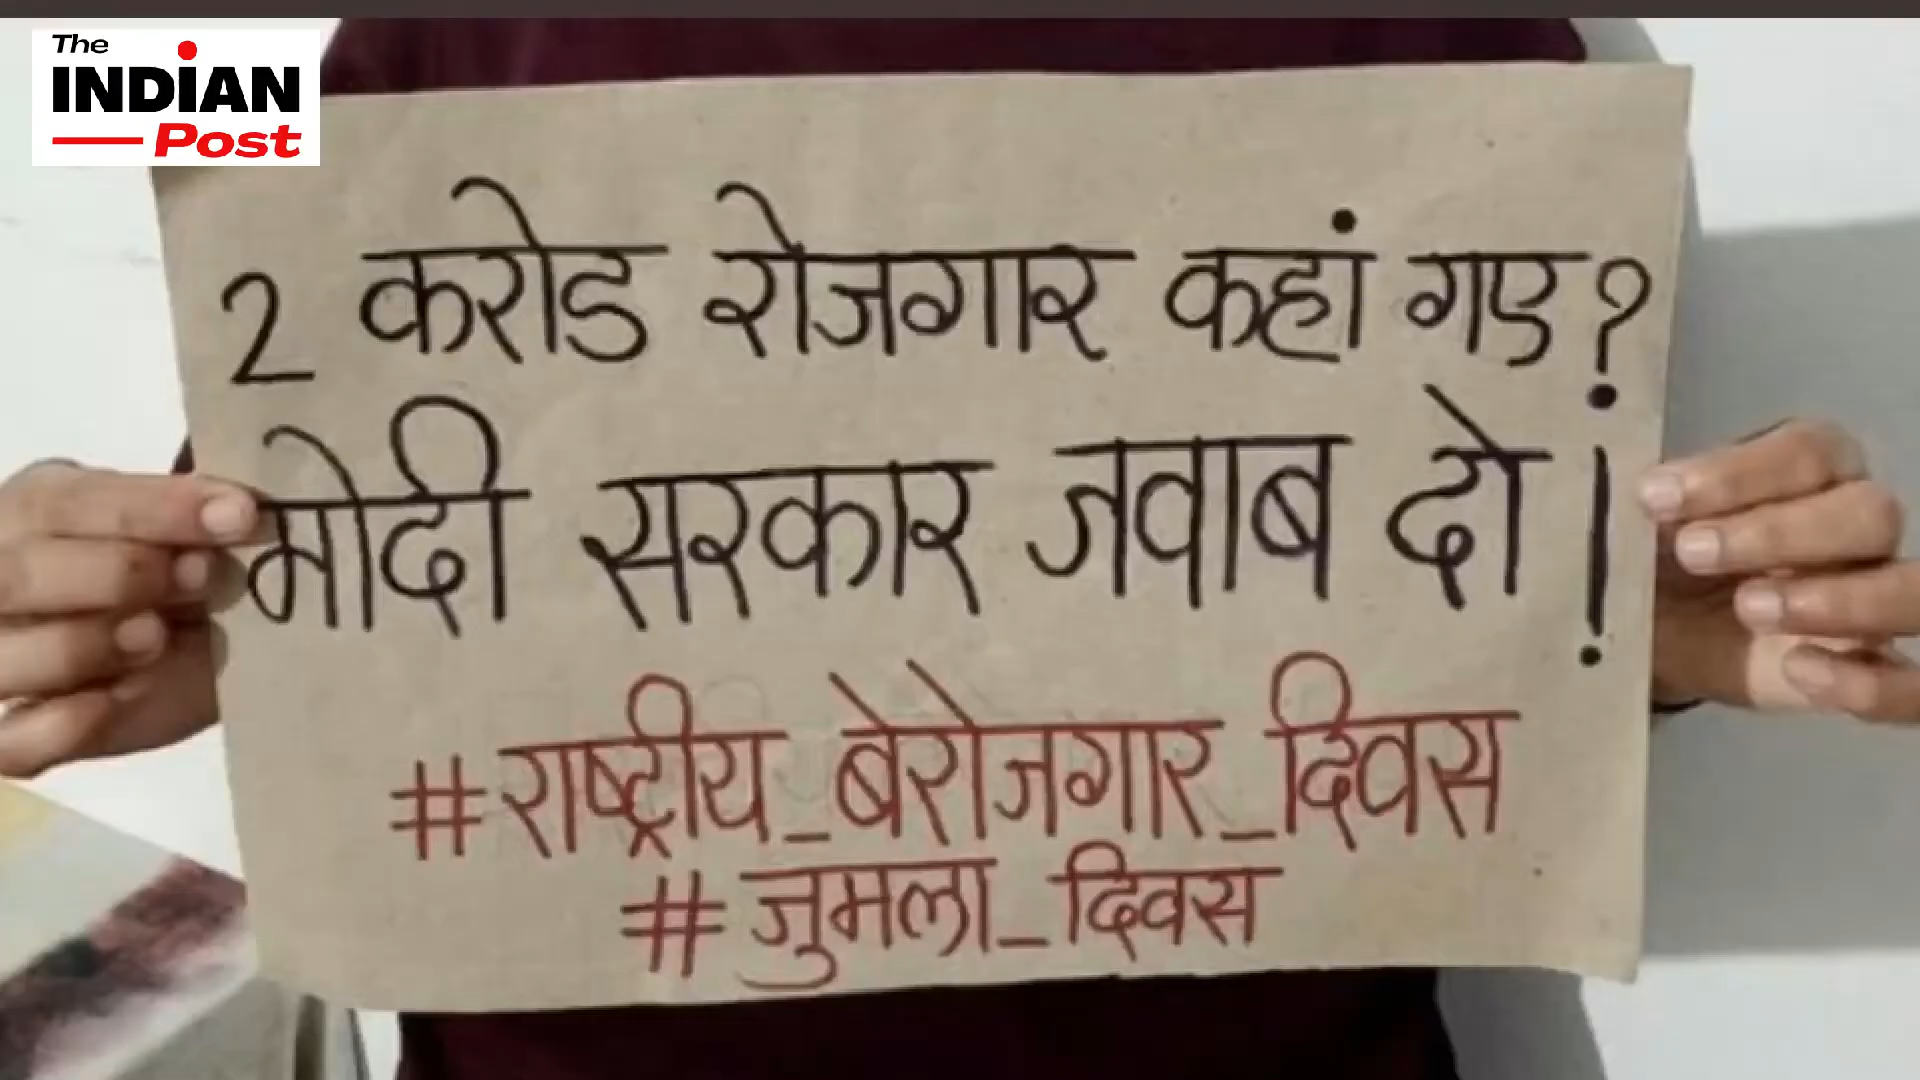 The
INDIAN
Post
2 करोड रोजगार कहां गए?
मोदी सरकार जवाब दो!
#राष्ट्रीय_बेरोजगार_दिवस
#जुमला_दिवस